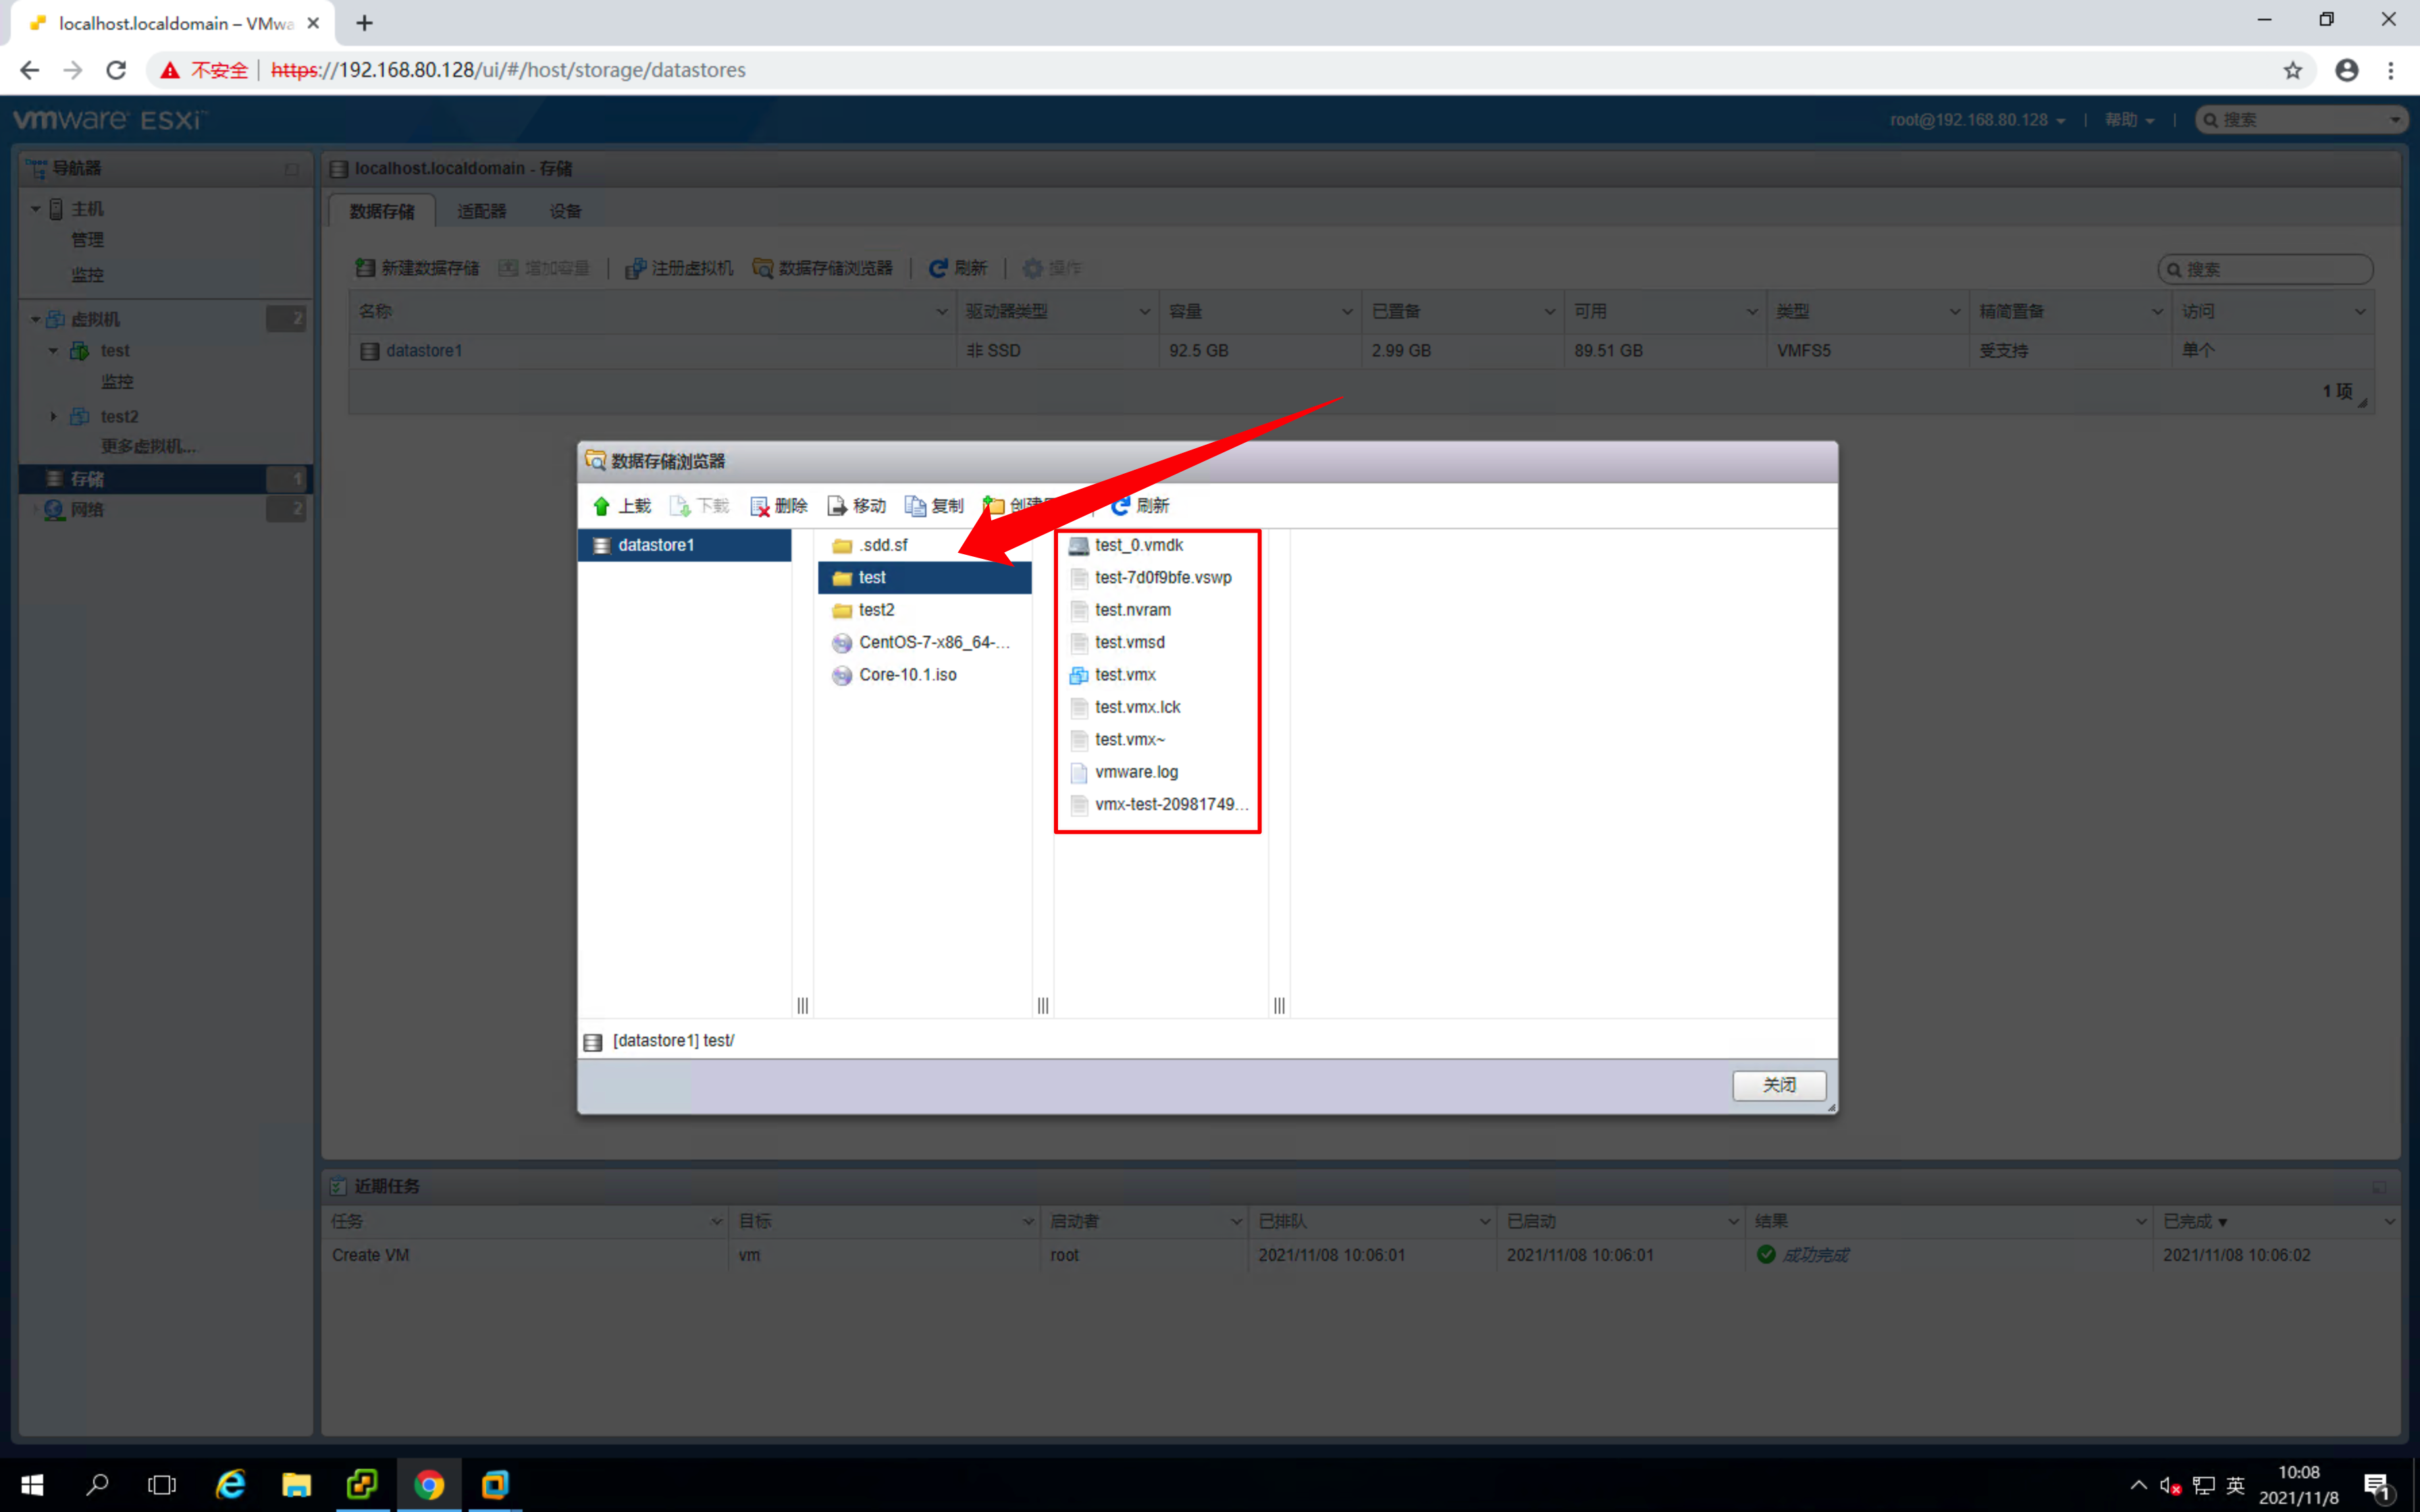 localhost.localdomain – VMwa
不安全 | https://192.168.80.128/ui/#/host/storage/datastores
vmware ESXi
root@192.168.80.128 | 帮助 | 搜索
导航器
主机
管理
监控
虚拟机 2
test
监控
test2
更多虚拟机...
存储 1
网络 2
localhost.localdomain - 存储
数据存储 适配器 设备
新建数据存储 增加容量 | 注册虚拟机 数据存储浏览器 | 刷新 | 操作
搜索
名称 驱动器类型 容量 已置备 可用 类型 精简置备 访问
datastore1 非 SSD 92.5 GB 2.99 GB 89.51 GB VMFS5 受支持 单个
1 项
数据存储浏览器
上载 下载 删除 移动 复制 创建 刷新
datastore1
.sdd.sf
test
test2
CentOS-7-x86_64-...
Core-10.1.iso
test_0.vmdk
test-7d0f9bfe.vswp
test.nvram
test.vmsd
test.vmx
test.vmx.lck
test.vmx~
vmware.log
vmx-test-20981749...
[datastore1] test/
关闭
近期任务
任务 目标 启动者 已排队 已启动 结果 已完成 ▼
Create VM vm root 2021/11/08 10:06:01 2021/11/08 10:06:01 成功完成 2021/11/08 10:06:02
英
10:08
2021/11/8
1